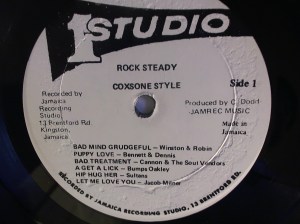 1 STUDIO
ROCK STEADY
COXSONE STYLE
Side 1
Recorded by
Jamaica
Recording
Studio,
13 Brentford Rd.
Kingston,
Jamaica
Produced by C. Dodd
JAMREC MUSIC
Made in
Jamaica
BAD MIND GRUDGEFUL – Winston & Robin
PUPPY LOVE – Bennett & Dennis
BAD TREATMENT – Cannon & The Soul Vendors
A GET A LICK – Bumps Oakley
HIP HUG HER – Sultans
LET ME LOVE YOU – Jacob Miller
RECORDED BY JAMAICA RECORDING STUDIO, 13 BRENTFORD RD.